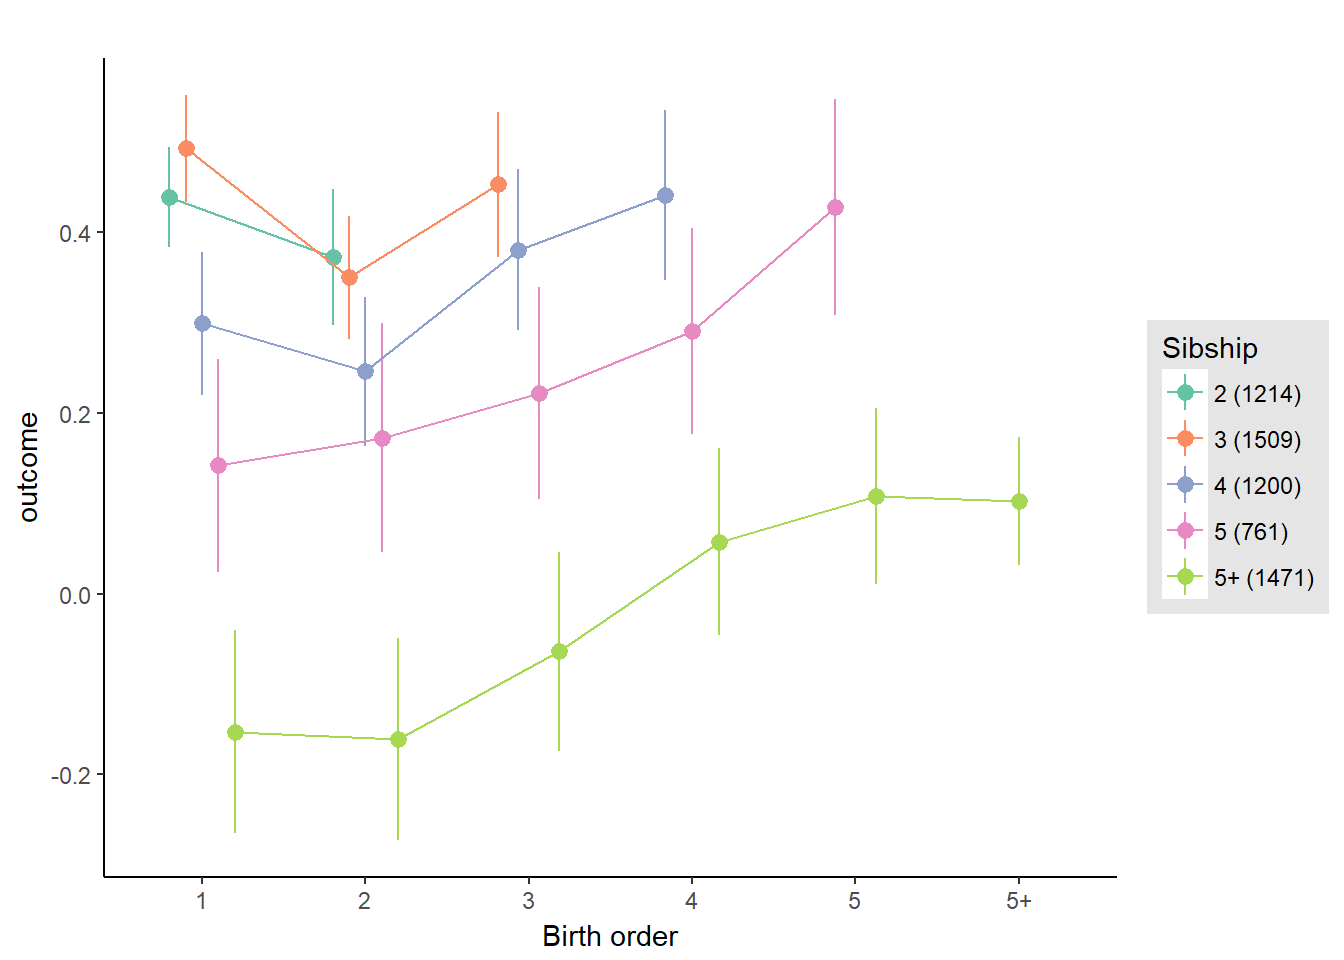 outcome
0.4
0.2
0.0
-0.2
1 2 3 4 5 5+
Birth order
Sibship
2 (1214)
3 (1509)
4 (1200)
5 (761)
5+ (1471)